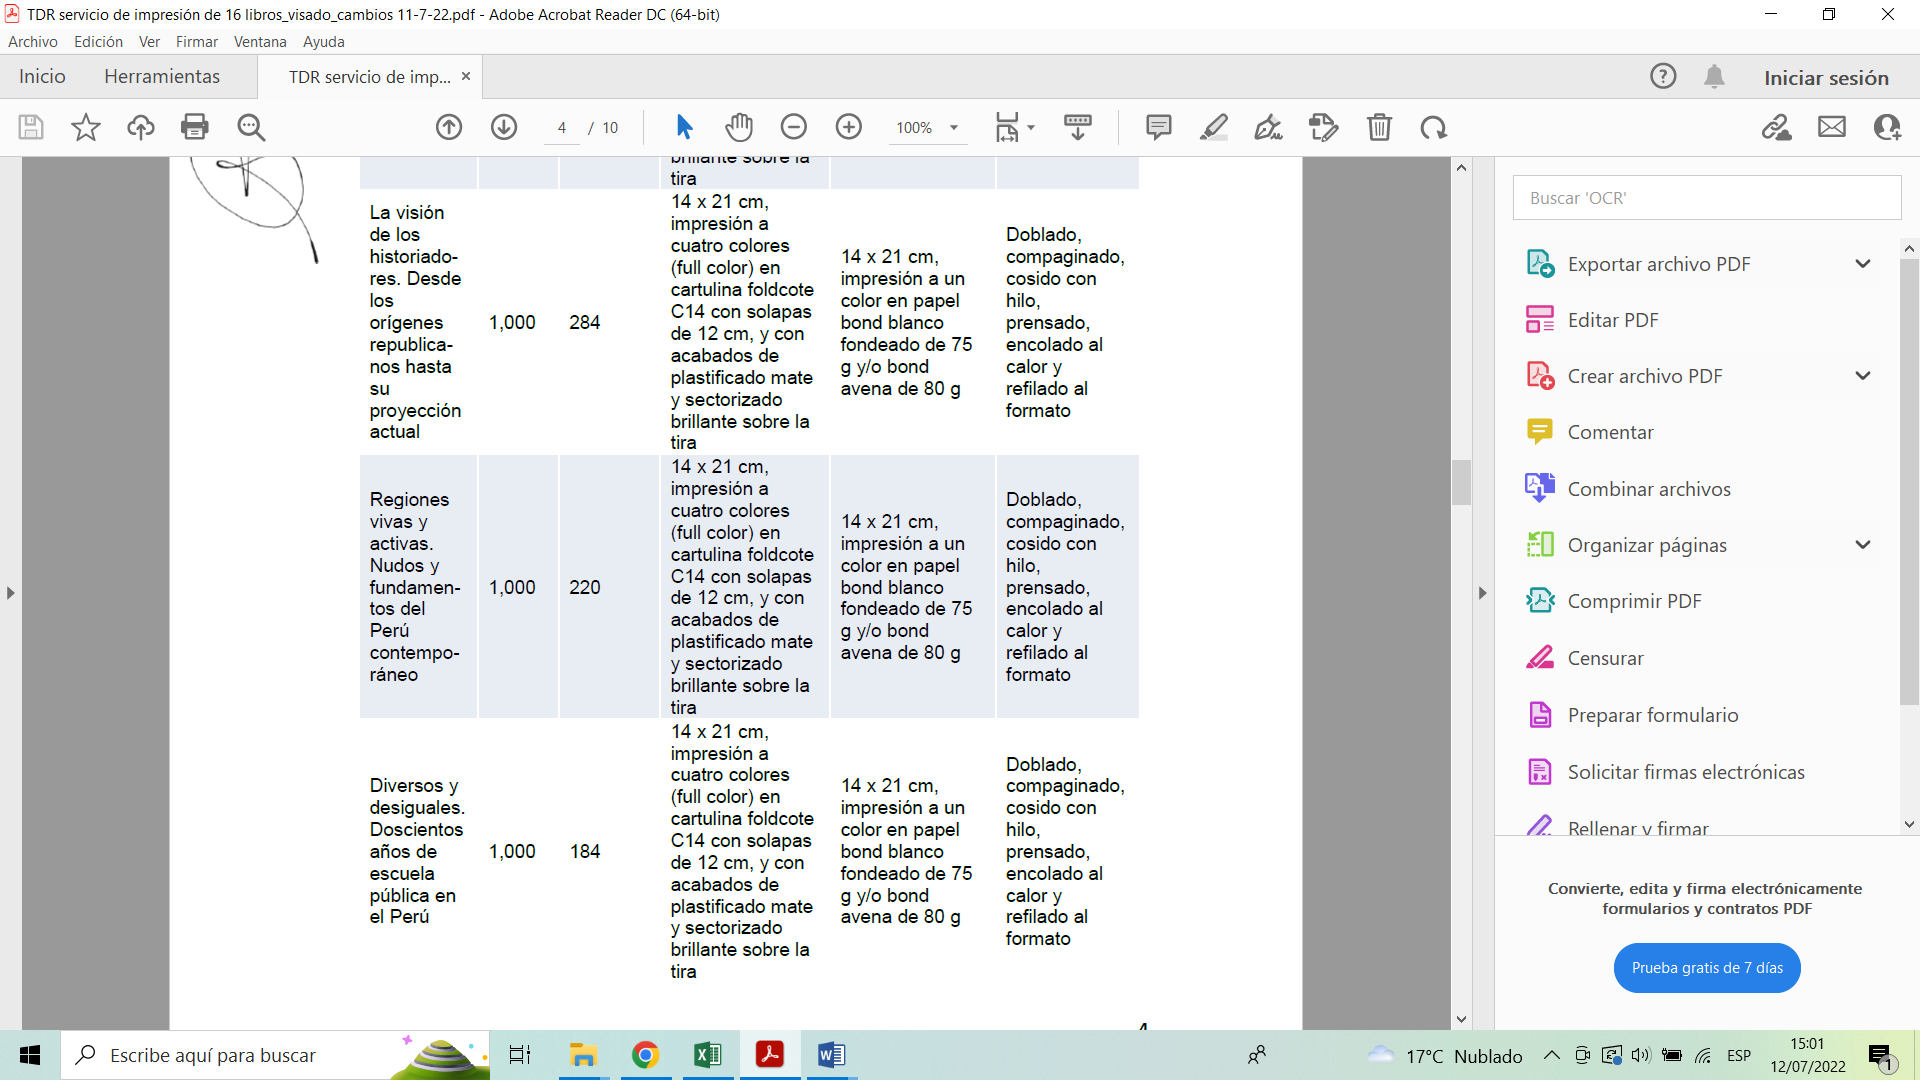 TDR servicio de impresión de 16 libros_visado_cambios 11-7-22.pdf - Adobe Acrobat Reader DC (64-bit)
Archivo Edición Ver Firmar Ventana Ayuda
Inicio Herramientas TDR servicio de imp... Iniciar sesión
4 / 10 100%
brillante sobre la
tira
La visión
de los
historiado-
res. Desde
los
orígenes
republica-
nos hasta
su
proyección
actual
1,000
284
14 x 21 cm,
impresión a
cuatro colores
(full color) en
cartulina foldcote
C14 con solapas
de 12 cm, y con
acabados de
plastificado mate
y sectorizado
brillante sobre la
tira
14 x 21 cm,
impresión a un
color en papel
bond blanco
fondeado de 75
g y/o bond
avena de 80 g
Doblado,
compaginado,
cosido con
hilo,
prensado,
encolado al
calor y
refilado al
formato
Regiones
vivas y
activas.
Nudos y
fundamen-
tos del
Perú
contempo-
ráneo
1,000
220
14 x 21 cm,
impresión a
cuatro colores
(full color) en
cartulina foldcote
C14 con solapas
de 12 cm, y con
acabados de
plastificado mate
y sectorizado
brillante sobre la
tira
14 x 21 cm,
impresión a un
color en papel
bond blanco
fondeado de 75
g y/o bond
avena de 80 g
Doblado,
compaginado,
cosido con
hilo,
prensado,
encolado al
calor y
refilado al
formato
Diversos y
desiguales.
Doscientos
años de
escuela
pública en
el Perú
1,000
184
14 x 21 cm,
impresión a
cuatro colores
(full color) en
cartulina foldcote
C14 con solapas
de 12 cm, y con
acabados de
plastificado mate
y sectorizado
brillante sobre la
tira
14 x 21 cm,
impresión a un
color en papel
bond blanco
fondeado de 75
g y/o bond
avena de 80 g
Doblado,
compaginado,
cosido con
hilo,
prensado,
encolado al
calor y
refilado al
formato
4
Buscar 'OCR'
Exportar archivo PDF
Editar PDF
Crear archivo PDF
Comentar
Combinar archivos
Organizar páginas
Comprimir PDF
Censurar
Preparar formulario
Solicitar firmas electrónicas
Rellenar y firmar
Convierte, edita y firma electrónicamente
formularios y contratos PDF
Prueba gratis de 7 días
Escribe aquí para buscar
17°C Nublado
ESP
15:01
12/07/2022
1